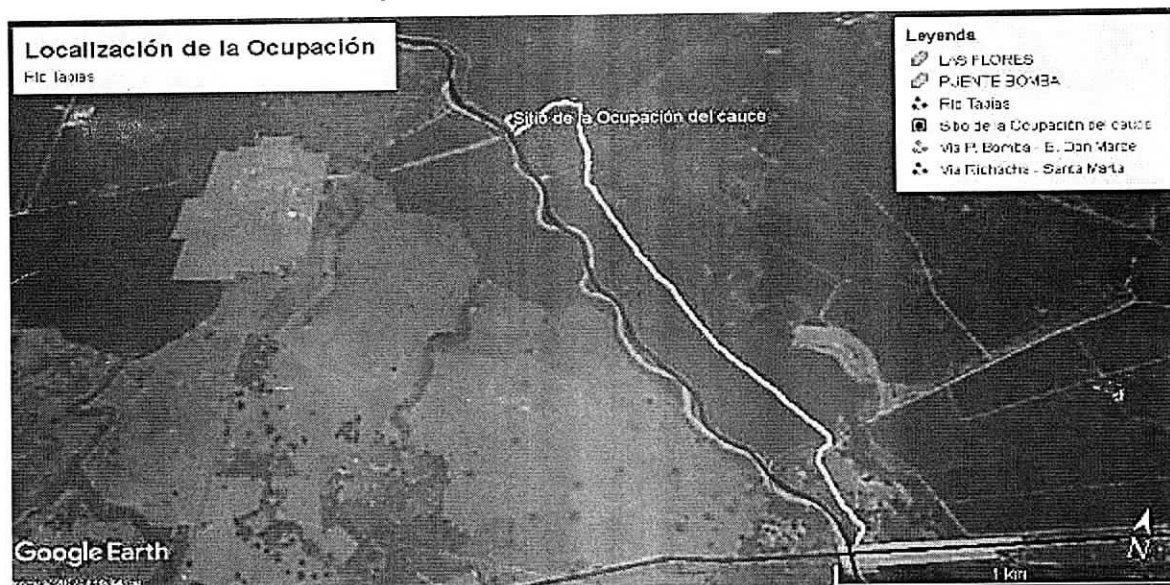 Localización de la Ocupación
Río Tapias
Leyenda
LAS FLORES
PUENTE BOMBA
Río Tapias
Sitio de la Ocupación del cauce
Vía P. Bomba - E. Don Marce
Vía Riohacha - Santa Marta
Sitio de la Ocupación del cauce
Google Earth
N
1 km